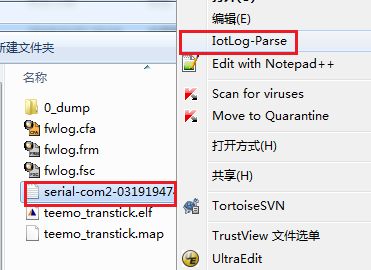 新建文件夹
名称
0_dump
fwlog.cfa
fwlog.frm
fwlog.fsc
serial-com2-03191947
teemo_transtick.elf
teemo_transtick.map
编辑(E)
IotLog-Parse
Edit with Notepad++
Scan for viruses
Move to Quarantine
打开方式(H)
共享(H)
TortoiseSVN
TrustView 文件选单
UltraEdit